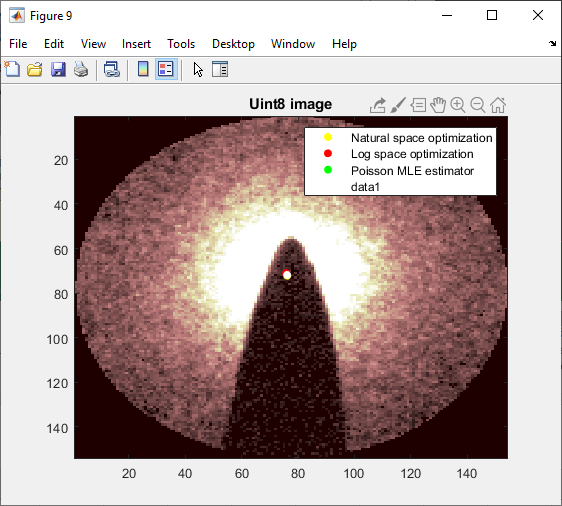 Figure 9
File Edit View Insert Tools Desktop Window Help
Uint8 image
Natural space optimization
Log space optimization
Poisson MLE estimator
data1
20
40
60
80
100
120
140
20 40 60 80 100 120 140